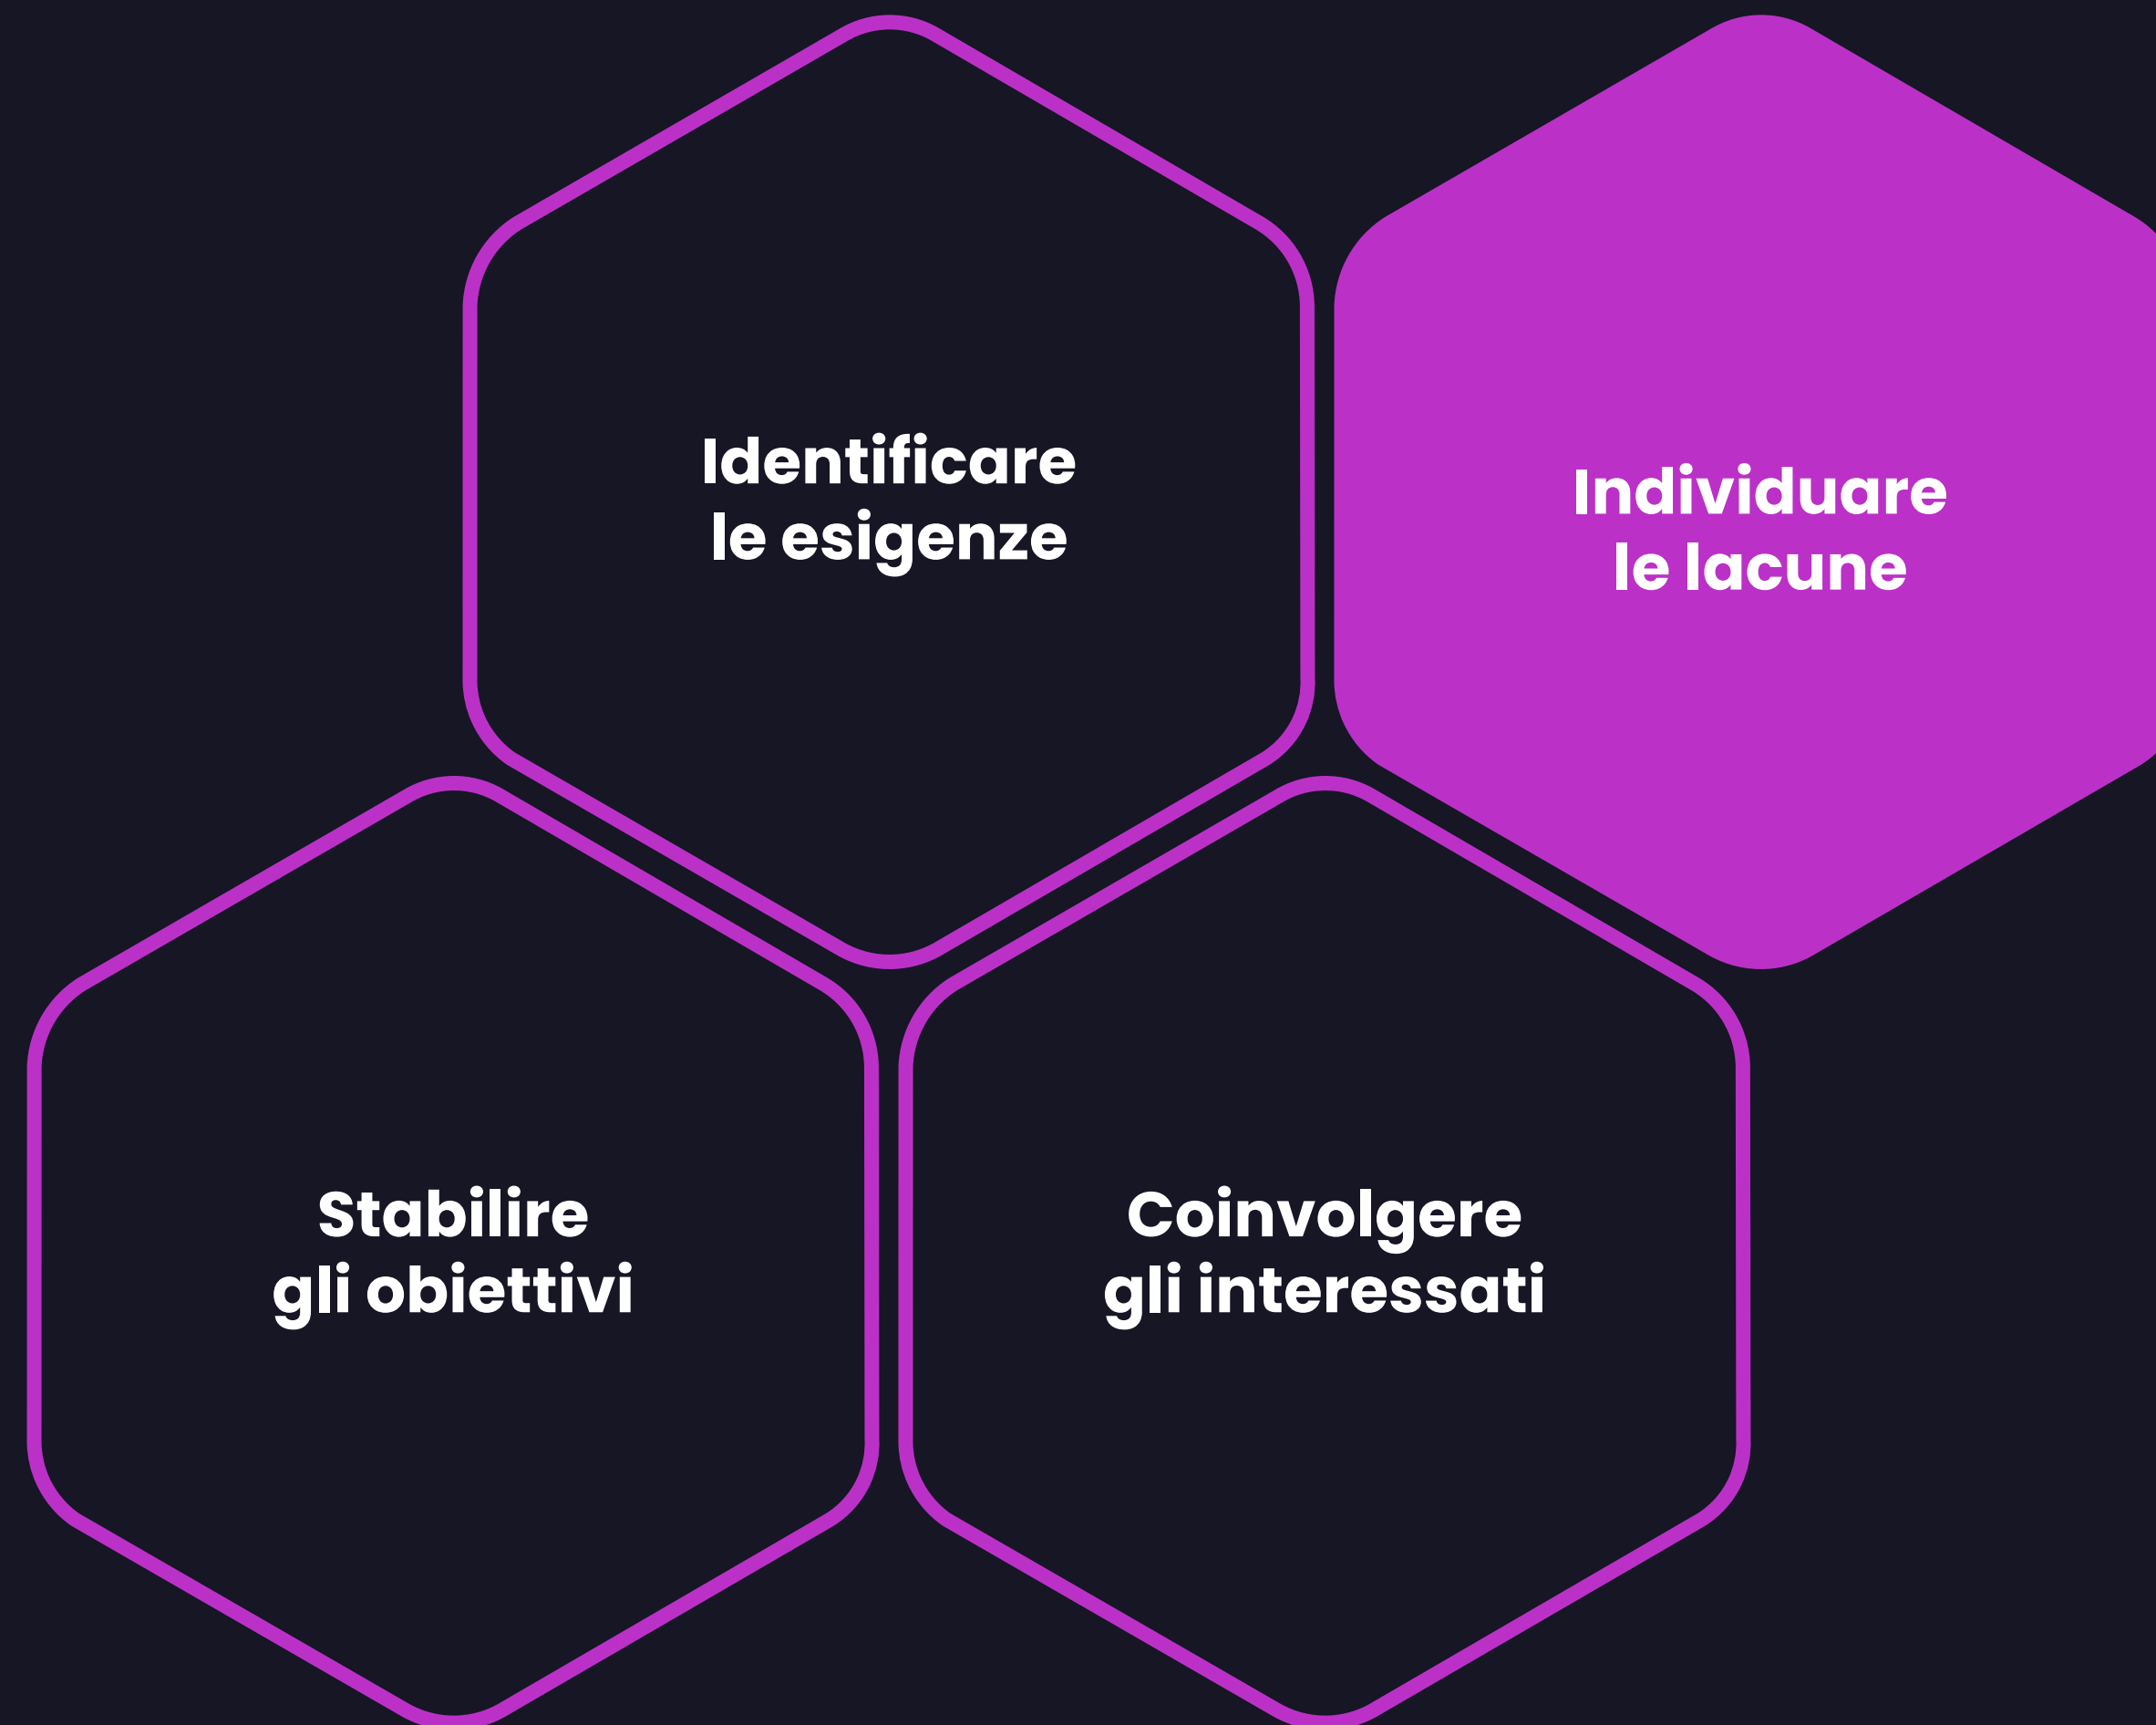 Identificare
le esigenze
Individuare
le lacune
Stabilire
gli obiettivi
Coinvolgere
gli interessati